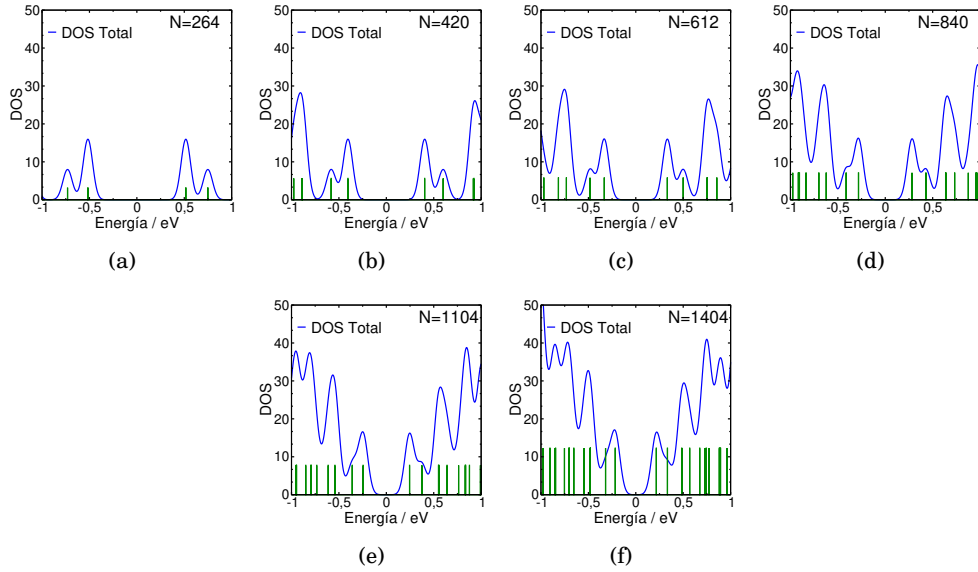 50
40
30
20
10
0
DOS
DOS Total
N=264
-1
-0,5
0
0,5
1
Energía / eV
(a)
50
40
30
20
10
0
DOS
DOS Total
N=420
-1
-0,5
0
0,5
1
Energía / eV
(b)
50
40
30
20
10
0
DOS
DOS Total
N=612
-1
-0,5
0
0,5
1
Energía / eV
(c)
50
40
30
20
10
0
DOS
DOS Total
N=840
-1
-0,5
0
0,5
1
Energía / eV
(d)
50
40
30
20
10
0
DOS
DOS Total
N=1104
-1
-0,5
0
0,5
1
Energía / eV
(e)
50
40
30
20
10
0
DOS
DOS Total
N=1404
-1
-0,5
0
0,5
1
Energía / eV
(f)